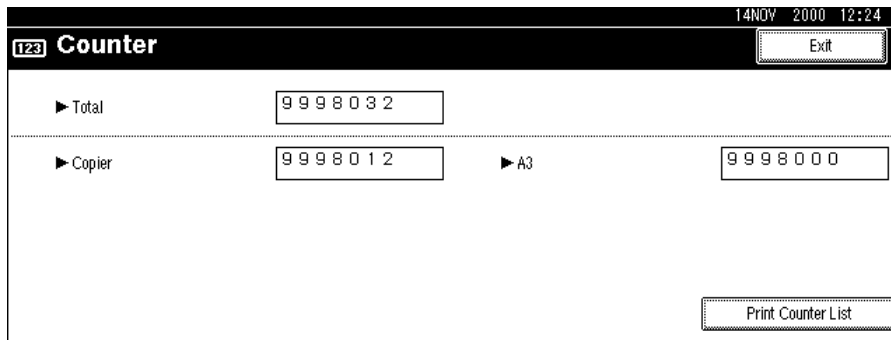 14NOV 2000 12:24
123 Counter Exit
►Total 9998032
►Copier 9998012 ►A3 9998000
Print Counter List